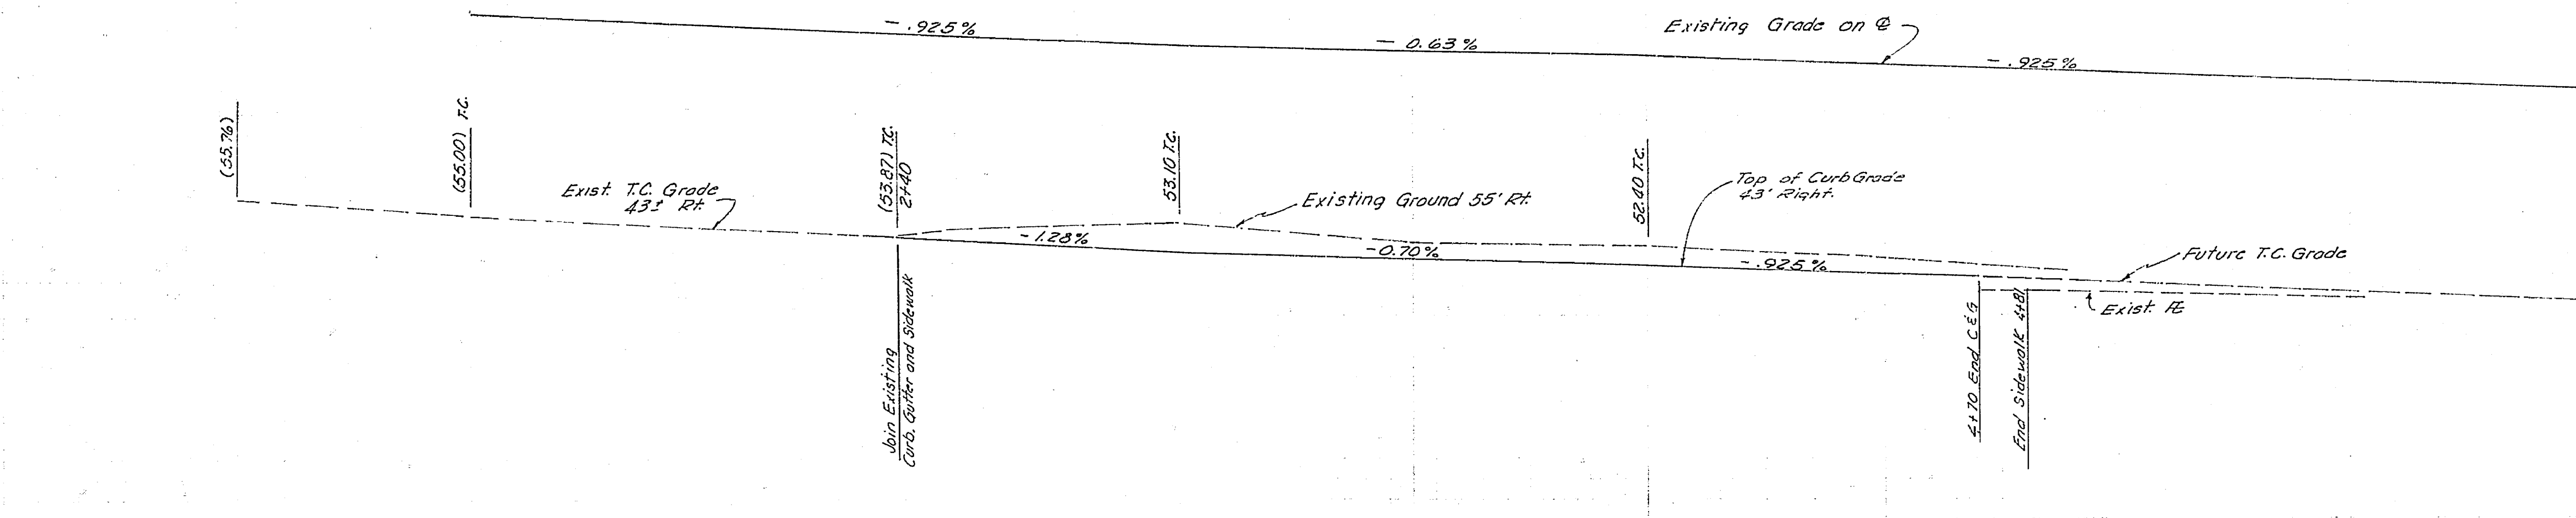 - .925%
- 0.63%
Existing Grade on ℄
- .925%
(55.76)
(55.00) T.C.
Exist. T.C. Grade
43± Rt.
(53.87) T.C.
2+40
53.10 T.C.
Existing Ground 55' Rt.
52.40 T.C.
Top of Curb Grade
43' Right.
-1.28%
-0.70%
-.925%
Future T.C. Grade
Exist. ⅊
Join Existing
Curb, Gutter and Sidewalk
4+70 End C & G
End Sidewalk 4+81